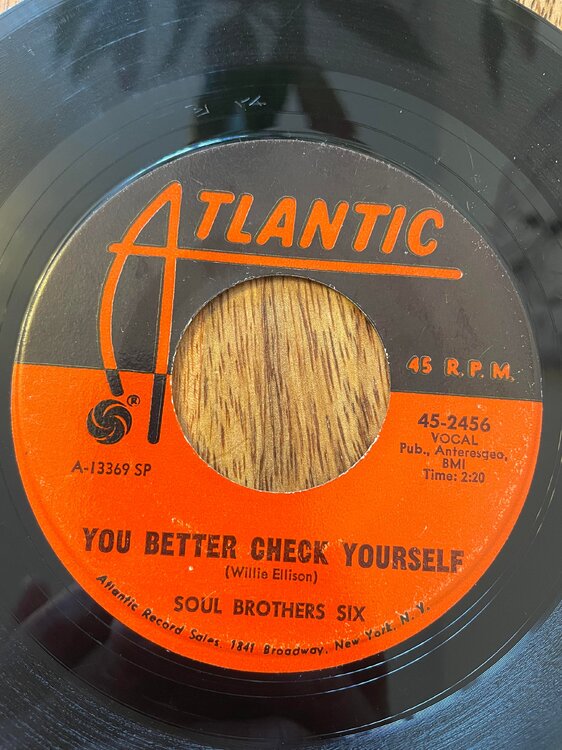 ATLANTIC
45 R.P.M.
®
45-2456
VOCAL
Pub., Anteresgeo,
BMI
Time: 2:20
A-13369 SP
YOU BETTER CHECK YOURSELF
(Willie Ellison)
SOUL BROTHERS SIX
Atlantic Record Sales, 1841 Broadway, New York, N. Y.